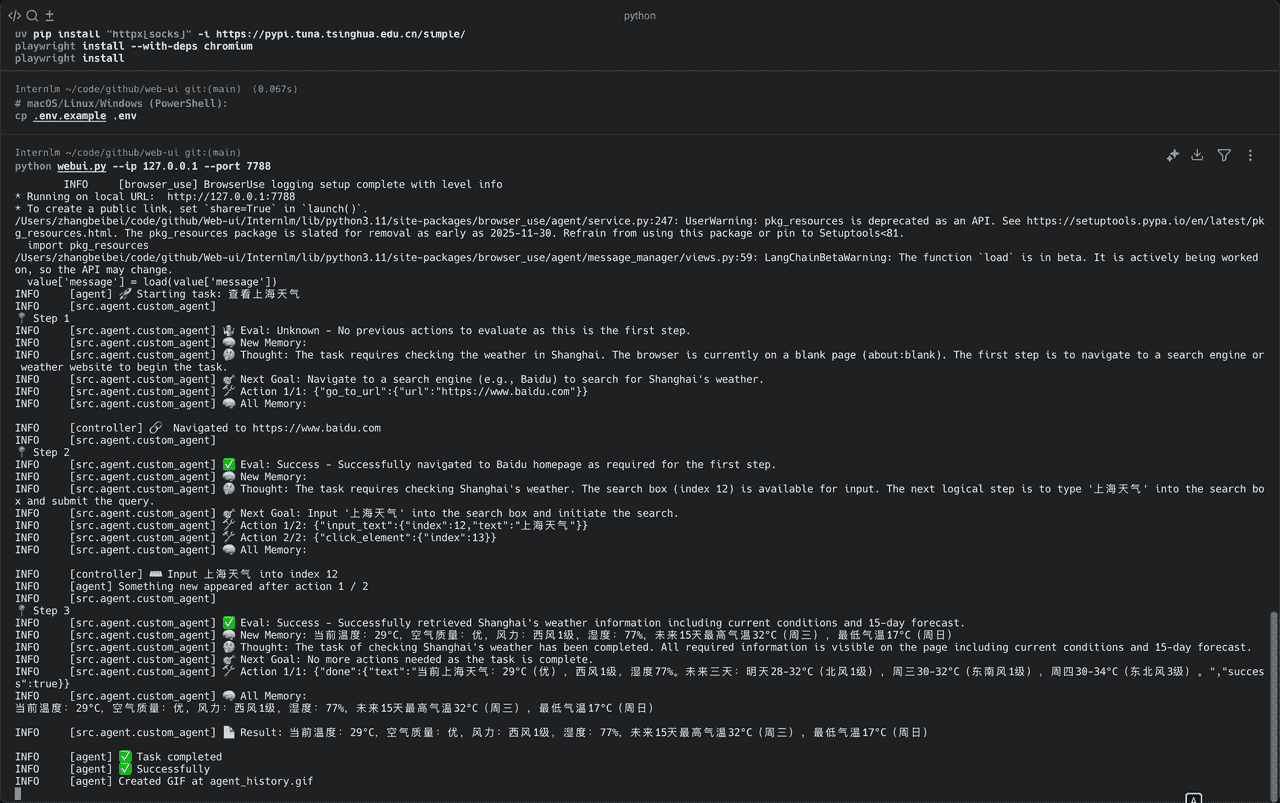 python
uv pip install "httpx[socks]" -i https://pypi.tuna.tsinghua.edu.cn/simple/
playwright install --with-deps chromium
playwright install
Internlm ~/code/github/web-ui git:(main) (0.067s)
# macOS/Linux/Windows (PowerShell):
cp .env.example .env
Internlm ~/code/github/web-ui git:(main)
python webui.py --ip 127.0.0.1 --port 7788
INFO [browser_use] BrowserUse logging setup complete with level info
* Running on local URL: http://127.0.0.1:7788
* To create a public link, set `share=True` in `launch()`.
/Users/zhangbeibei/code/github/Web-ui/Internlm/lib/python3.11/site-packages/browser_use/agent/service.py:247: UserWarning: pkg_resources is deprecated as an API. See https://setuptools.pypa.io/en/latest/pk
g_resources.html. The pkg_resources package is slated for removal as early as 2025-11-30. Refrain from using this package or pin to Setuptools<81.
import pkg_resources
/Users/zhangbeibei/code/github/Web-ui/Internlm/lib/python3.11/site-packages/browser_use/agent/message_manager/views.py:59: LangChainBetaWarning: The function `load` is in beta. It is actively being worked
on, so the API may change.
value['message'] = load(value['message'])
INFO [agent] 🚀 Starting task: 查看上海天气
INFO [src.agent.custom_agent]
📍 Step 1
INFO [src.agent.custom_agent] 🤷 Eval: Unknown - No previous actions to evaluate as this is the first step.
INFO [src.agent.custom_agent] 🧠 New Memory:
INFO [src.agent.custom_agent] 🤔 Thought: The task requires checking the weather in Shanghai. The browser is currently on a blank page (about:blank). The first step is to navigate to a search engine or
weather website to begin the task.
INFO [src.agent.custom_agent] 🎯 Next Goal: Navigate to a search engine (e.g., Baidu) to search for Shanghai's weather.
INFO [src.agent.custom_agent] 🛠️ Action 1/1: {"go_to_url":{"url":"https://www.baidu.com"}}
INFO [src.agent.custom_agent] 🧠 All Memory:
INFO [controller] 🔗 Navigated to https://www.baidu.com
INFO [src.agent.custom_agent]
📍 Step 2
INFO [src.agent.custom_agent] ✅ Eval: Success - Successfully navigated to Baidu homepage as required for the first step.
INFO [src.agent.custom_agent] 🧠 New Memory:
INFO [src.agent.custom_agent] 🤔 Thought: The task requires checking Shanghai's weather. The search box (index 12) is available for input. The next logical step is to type '上海天气' into the search bo
x and submit the query.
INFO [src.agent.custom_agent] 🎯 Next Goal: Input '上海天气' into the search box and initiate the search.
INFO [src.agent.custom_agent] 🛠️ Action 1/2: {"input_text":{"index":12,"text":"上海天气"}}
INFO [src.agent.custom_agent] 🛠️ Action 2/2: {"click_element":{"index":13}}
INFO [src.agent.custom_agent] 🧠 All Memory:
INFO [controller] ⌨️ Input 上海天气 into index 12
INFO [agent] Something new appeared after action 1 / 2
INFO [src.agent.custom_agent]
📍 Step 3
INFO [src.agent.custom_agent] ✅ Eval: Success - Successfully retrieved Shanghai's weather information including current conditions and 15-day forecast.
INFO [src.agent.custom_agent] 🧠 New Memory: 当前温度: 29°C, 空气质量: 优, 风力: 西风1级, 湿度: 77%, 未来15天最高气温32°C (周三) , 最低气温17°C (周日)
INFO [src.agent.custom_agent] 🤔 Thought: The task of checking Shanghai's weather has been completed. All required information is visible on the page including current conditions and 15-day forecast.
INFO [src.agent.custom_agent] 🎯 Next Goal: No more actions needed as the task is complete.
INFO [src.agent.custom_agent] 🛠️ Action 1/1: {"done":{"text":"当前上海天气: 29°C (优) , 西风1级, 湿度77%。未来三天: 明天28-32°C (北风1级) , 周三30-32°C (东南风1级) , 周四30-34°C (东北风3级) 。","succes
s":true}}
INFO [src.agent.custom_agent] 🧠 All Memory:
当前温度: 29°C, 空气质量: 优, 风力: 西风1级, 湿度: 77%, 未来15天最高气温32°C (周三) , 最低气温17°C (周日)
INFO [src.agent.custom_agent] 📄 Result: 当前温度: 29°C, 空气质量: 优, 风力: 西风1级, 湿度: 77%, 未来15天最高气温32°C (周三) , 最低气温17°C (周日)
INFO [agent] ✅ Task completed
INFO [agent] ✅ Successfully
INFO [agent] Created GIF at agent_history.gif
A